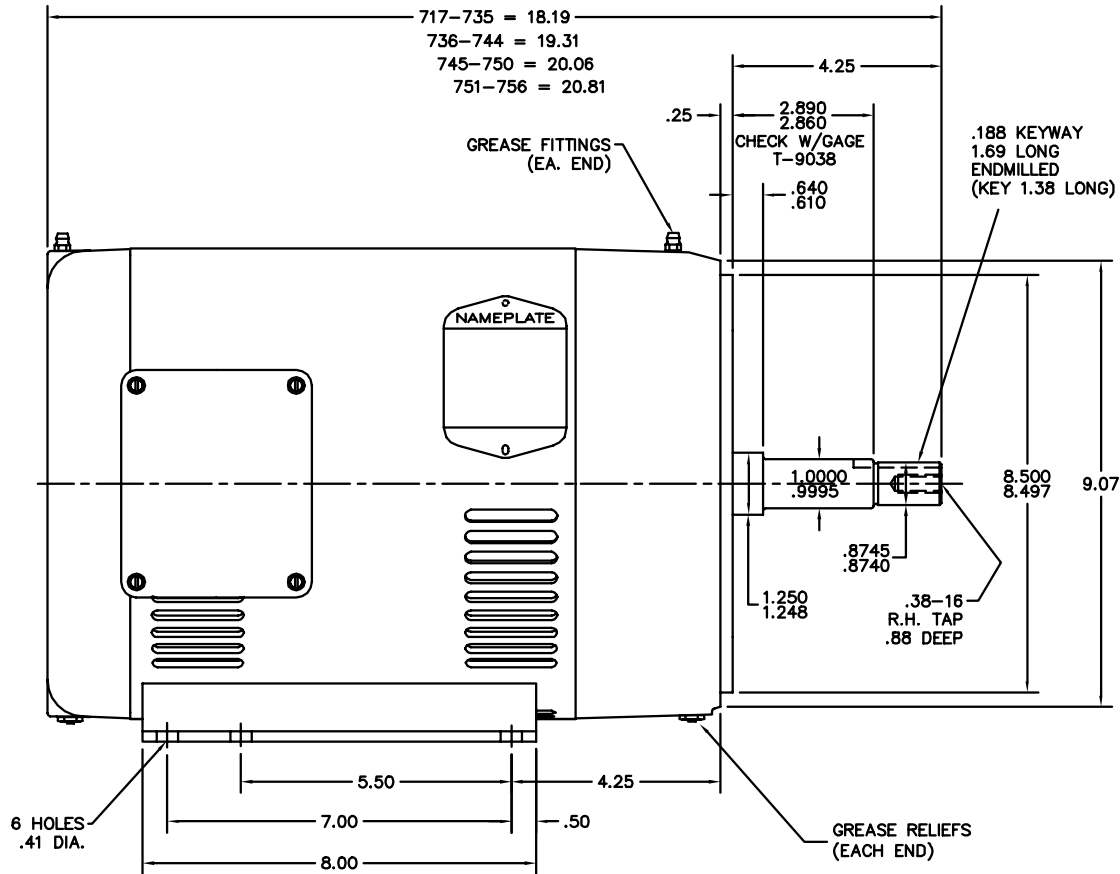 717-735 = 18.19
736-744 = 19.31
745-750 = 20.06
751-756 = 20.81
4.25
.25
2.890
2.860
CHECK W/GAGE
T-9038
.640
.610
GREASE FITTINGS
(EA. END)
.188 KEYWAY
1.69 LONG
ENDMILLED
(KEY 1.38 LONG)
NAMEPLATE
1.0000
.9995
8.500
8.497
9.07
.8745
.8740
1.250
1.248
.38-16
R.H. TAP
.88 DEEP
5.50
4.25
7.00
.50
8.00
6 HOLES
.41 DIA.
GREASE RELIEFS
(EACH END)